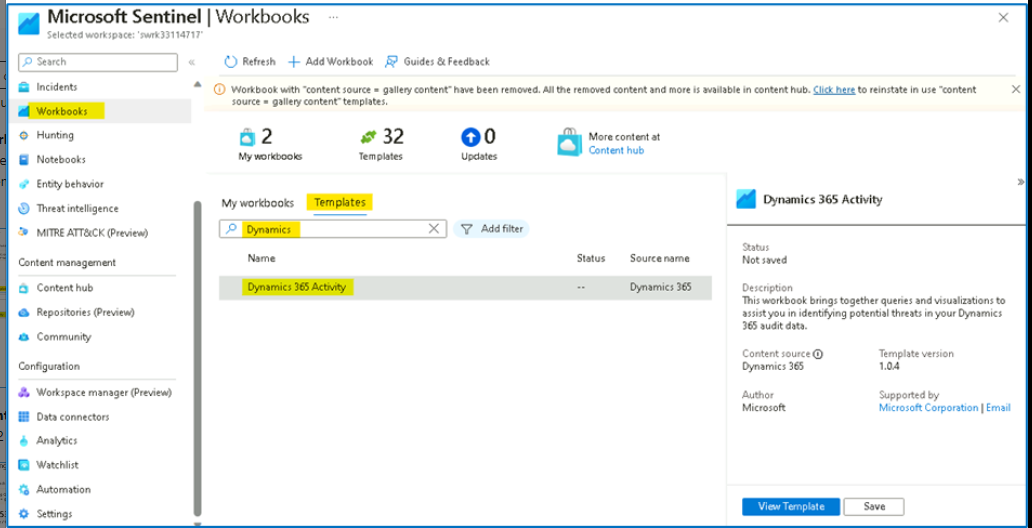 Microsoft Sentinel | Workbooks ...
Selected workspace: 'swrk33114717'
Search
«
Incidents
Workbooks
Hunting
Notebooks
Entity behavior
Threat intelligence
MITRE ATT&CK (Preview)
Content management
Content hub
Repositories (Preview)
Community
Configuration
Workspace manager (Preview)
Data connectors
Analytics
Watchlist
Automation
Settings
Refresh
Add Workbook
Guides & Feedback
Workbook with "content source = gallery content" have been removed. All the removed content and more is available in content hub. Click here to reinstate in use "content
source = gallery content" templates.
2
My workbooks
32
Templates
0
Updates
More content at
Content hub
My workbooks
Templates
Dynamics
Add filter
Name Status Source name
Dynamics 365 Activity -- Dynamics 365
»
Dynamics 365 Activity
Status
Not saved
Description
This workbook brings together queries and visualizations to
assist you in identifying potential threats in your Dynamics
365 audit data.
Content source
Dynamics 365
Template version
1.0.4
Author
Microsoft
Supported by
Microsoft Corporation | Email
View Template
Save